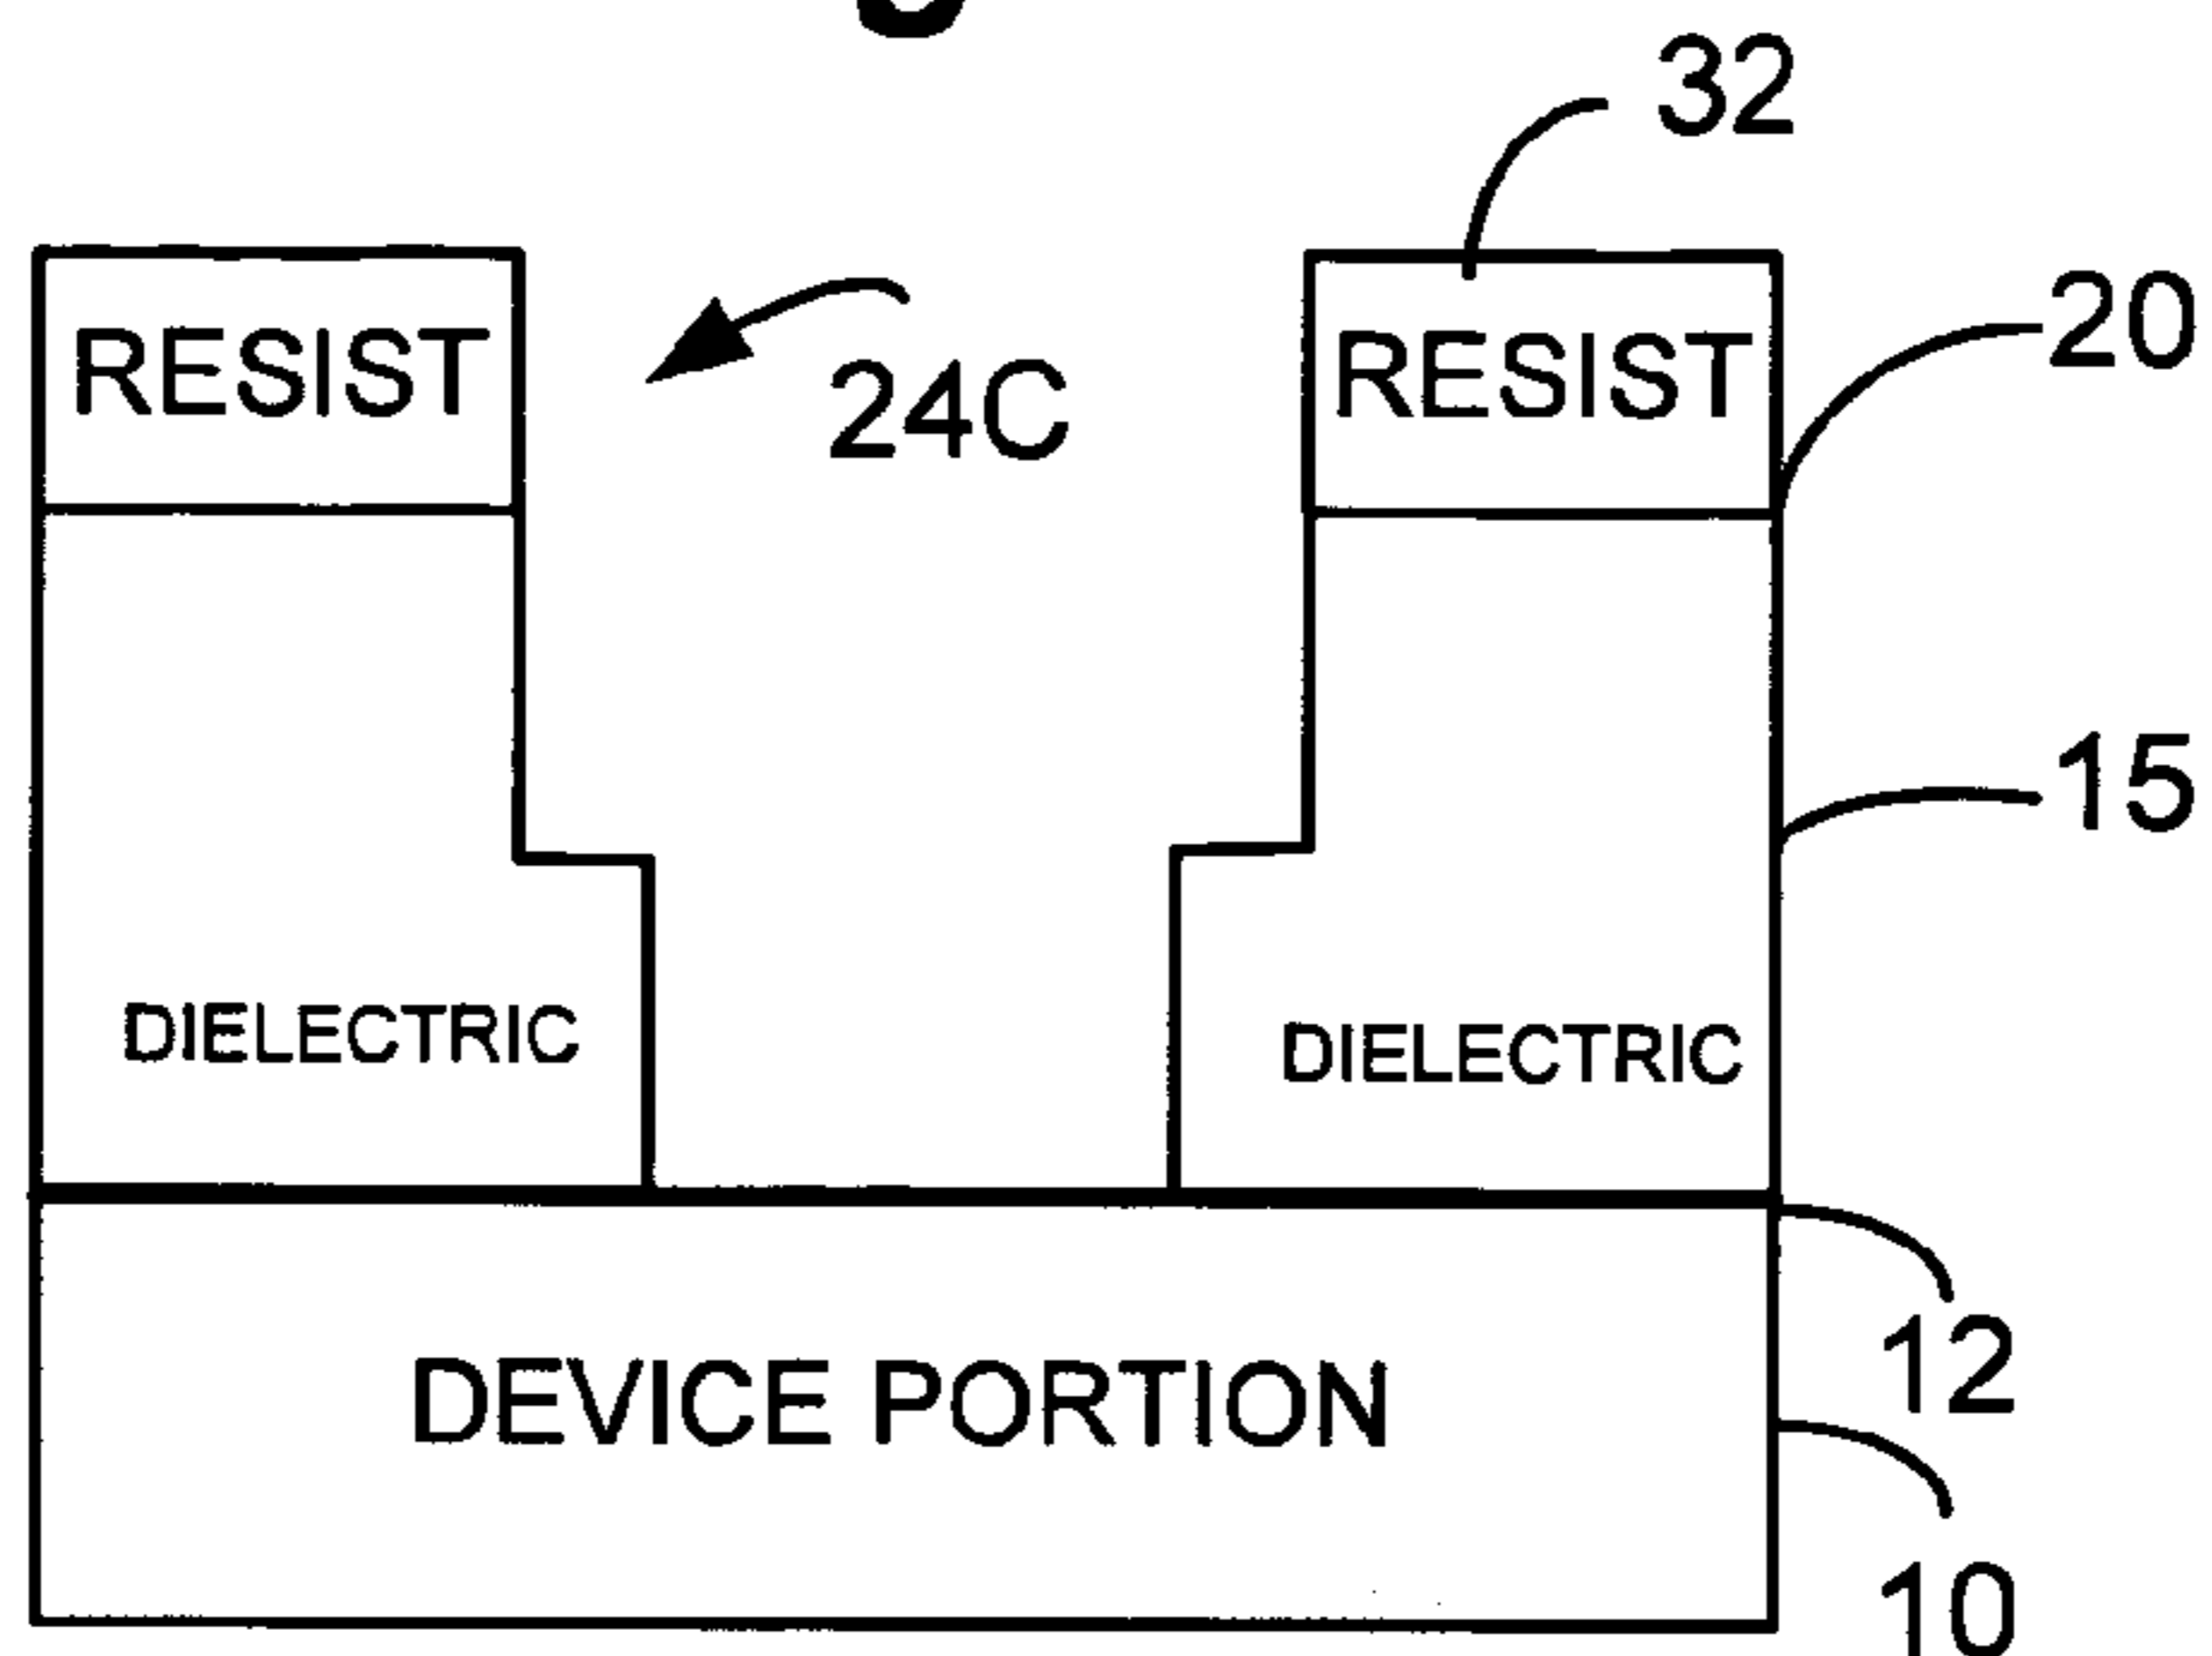 32
RESIST
24C
RESIST
20
15
DIELECTRIC
DIELECTRIC
12
DEVICE PORTION
10